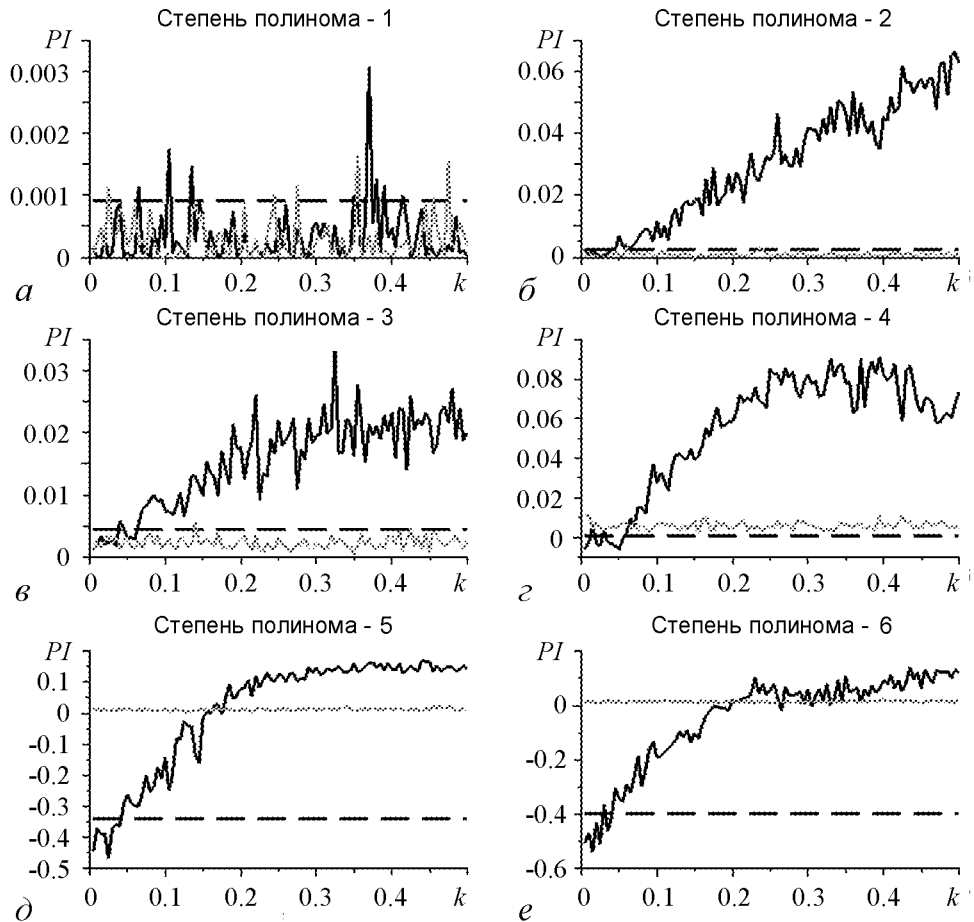 Степень полинома - 1
PI
0.003
0.002
0.001
0
а
0 0.1 0.2 0.3 0.4 k
Степень полинома - 2
PI
0.06
0.04
0.02
0
б
0 0.1 0.2 0.3 0.4 k
Степень полинома - 3
PI
0.03
0.02
0.01
0
в
0 0.1 0.2 0.3 0.4 k
Степень полинома - 4
PI
0.08
0.06
0.04
0.02
0
г
0 0.1 0.2 0.3 0.4 k
Степень полинома - 5
PI
0.1
0
-0.1
-0.2
-0.3
-0.4
-0.5
д
0 0.1 0.2 0.3 0.4 k
Степень полинома - 6
PI
0
-0.2
-0.4
-0.6
е
0 0.1 0.2 0.3 0.4 k